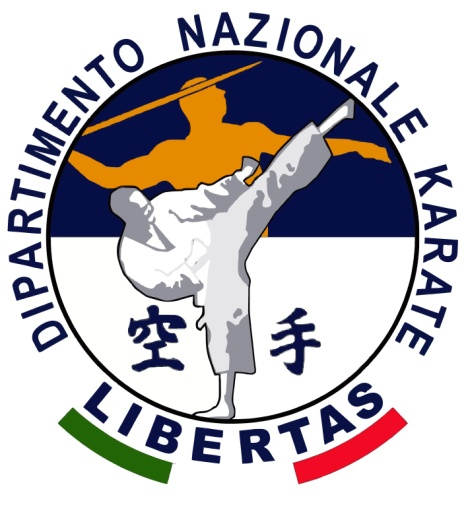 DIPARTIMENTO NAZIONALE KARATE
空 手
LIBERTAS